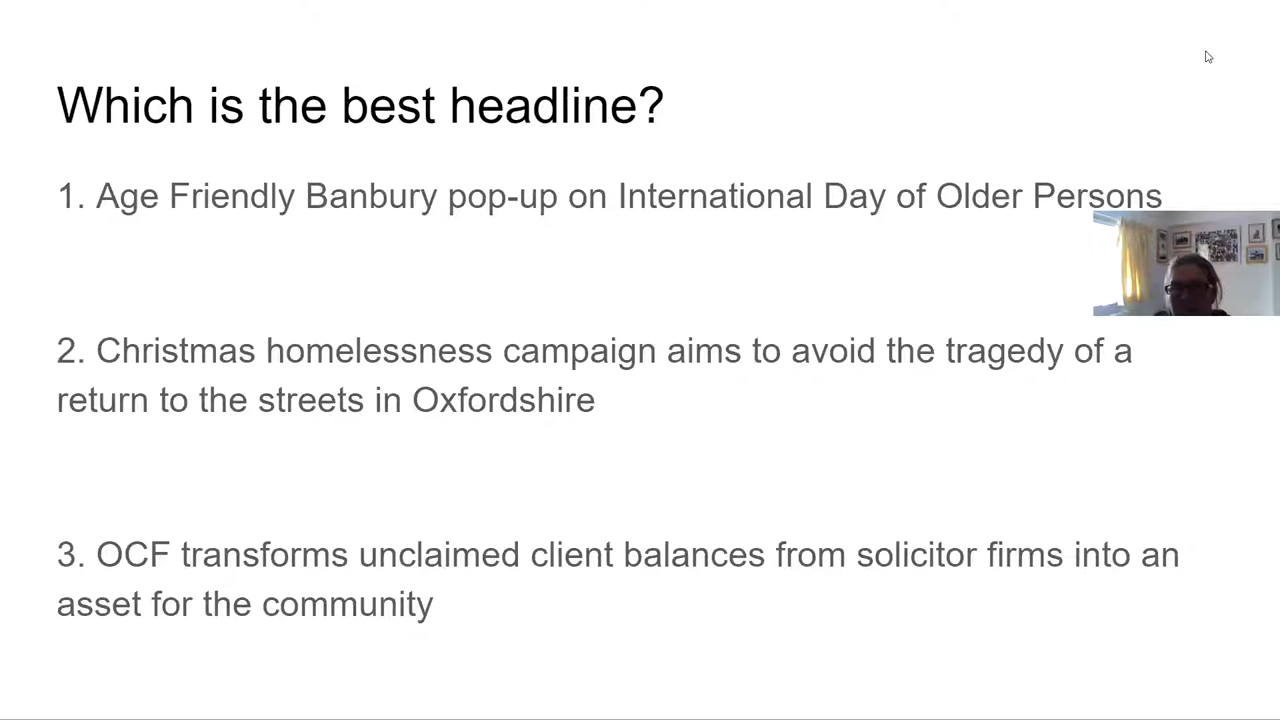 Which is the best headline?
1. Age Friendly Banbury pop-up on International Day of Older Persons
2. Christmas homelessness campaign aims to avoid the tragedy of a
return to the streets in Oxfordshire
3. OCF transforms unclaimed client balances from solicitor firms into an
asset for the community